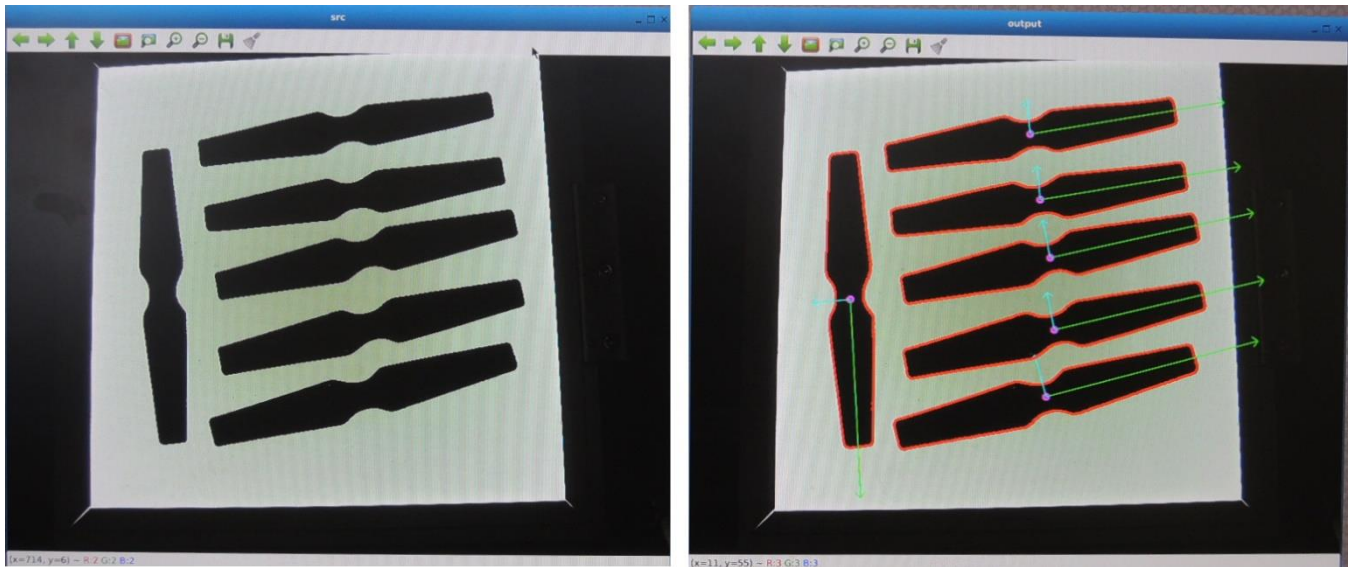 src
output
(x=714, y=6) ~ R:2 G:2 B:2
(x=11, y=55) ~ R:3 G:3 B:3